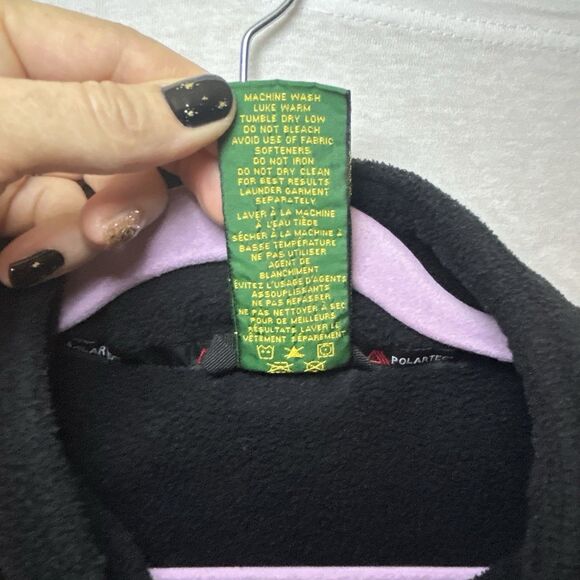 MACHINE WASH
LUKE WARM
TUMBLE DRY LOW
DO NOT BLEACH
AVOID USE OF FABRIC
SOFTENERS
DO NOT IRON
DO NOT DRY CLEAN
FOR BEST RESULTS
LAUNDER GARMENT
SEPARATELY
LAVER À LA MACHINE
À L'EAU TIÈDE
SÉCHER À LA MACHINE À
BASSE TEMPÉRATURE
NE PAS UTILISER
AGENT DE
BLANCHIMENT
ÉVITEZ L'USAGE D'AGENTS
ASSOUPLISSANTS
NE PAS REPASSER
NE PAS NETTOYER À SEC
POUR DE MEILLEURS
RÉSULTATS LAVER LE
VÊTEMENT SÉPARÉMENT
POLARTEC